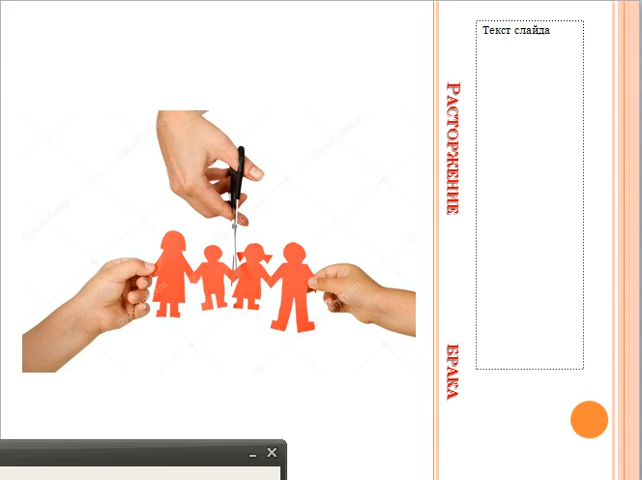 Текст слайда
Расторжение брака